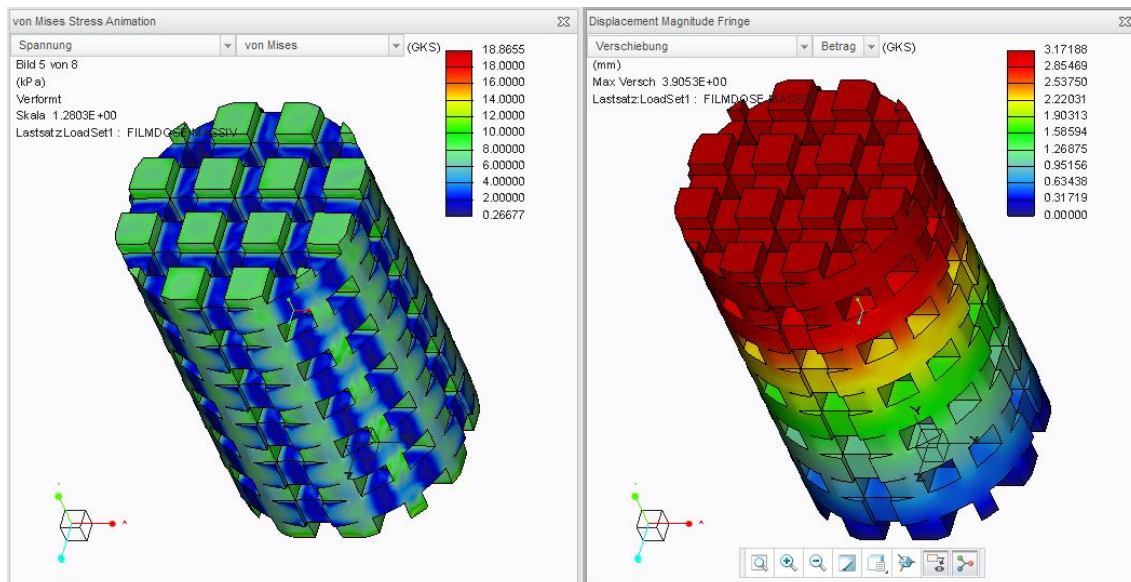 von Mises Stress Animation
Spannung
von Mises
(GKS)
Bild 5 von 8
(kPa)
Verformt
Skala 1.2803E+00
Lastsatz:LoadSet1 : FILMDOSE-MASSIV
18.8655
18.0000
16.0000
14.0000
12.0000
10.0000
8.00000
6.00000
4.00000
2.00000
0.26677
X
Displacement Magnitude Fringe
Verschiebung
Betrag
(GKS)
(mm)
Max Versch 3.9053E+00
Lastsatz:LoadSet1 : FILMDOSE-MASSIV
3.17188
2.85469
2.53750
2.22031
1.90313
1.58594
1.26875
0.95156
0.63438
0.31719
0.00000
Y
X
Z
X